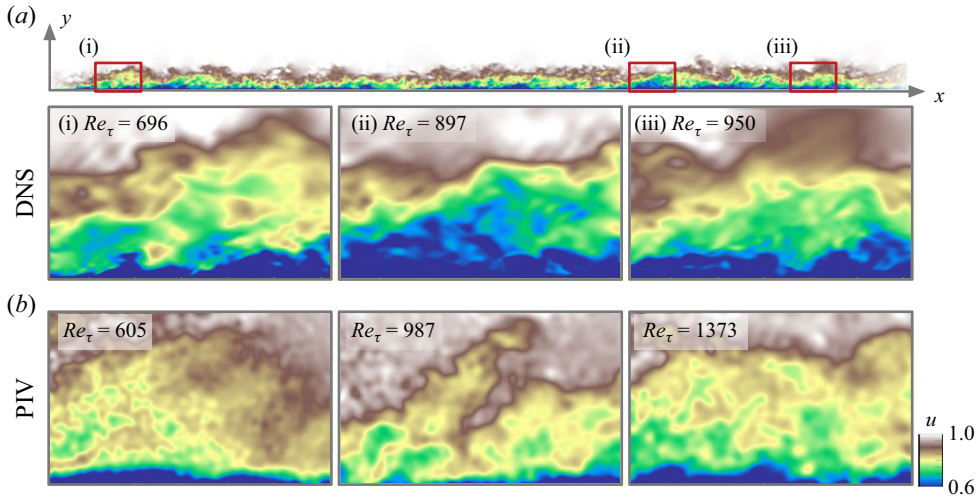 (a)
y
(i)
(ii)
(iii)
x
DNS
(i) Reτ = 696
(ii) Reτ = 897
(iii) Reτ = 950
(b)
PIV
Reτ = 605
Reτ = 987
Reτ = 1373
u
1.0
0.6